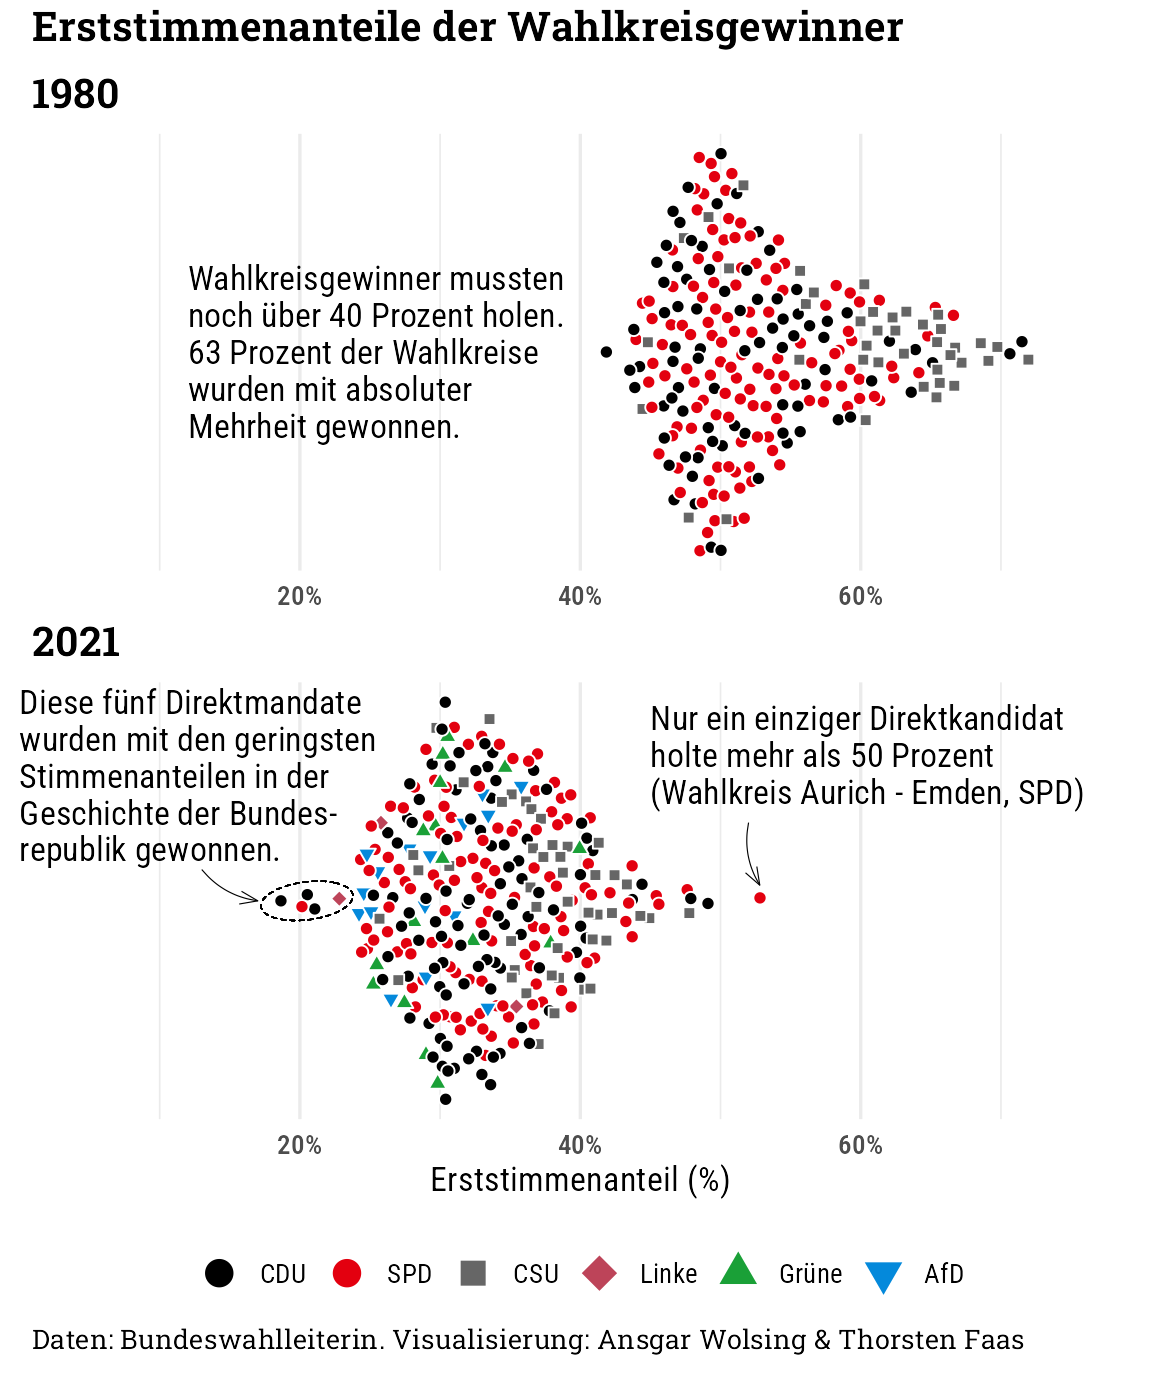 Erststimmenanteile der Wahlkreisgewinner
1980
Wahlkreisgewinner mussten
noch über 40 Prozent holen.
63 Prozent der Wahlkreise
wurden mit absoluter
Mehrheit gewonnen.
20% 40% 60%
2021
Diese fünf Direktmandate
wurden mit den geringsten
Stimmenanteilen in der
Geschichte der Bundes-
republik gewonnen.
Nur ein einziger Direktkandidat
holte mehr als 50 Prozent
(Wahlkreis Aurich - Emden, SPD)
20% 40% 60%
Erststimmenanteil (%)
CDU SPD CSU Linke Grüne AfD
Daten: Bundeswahlleiterin. Visualisierung: Ansgar Wolsing & Thorsten Faas